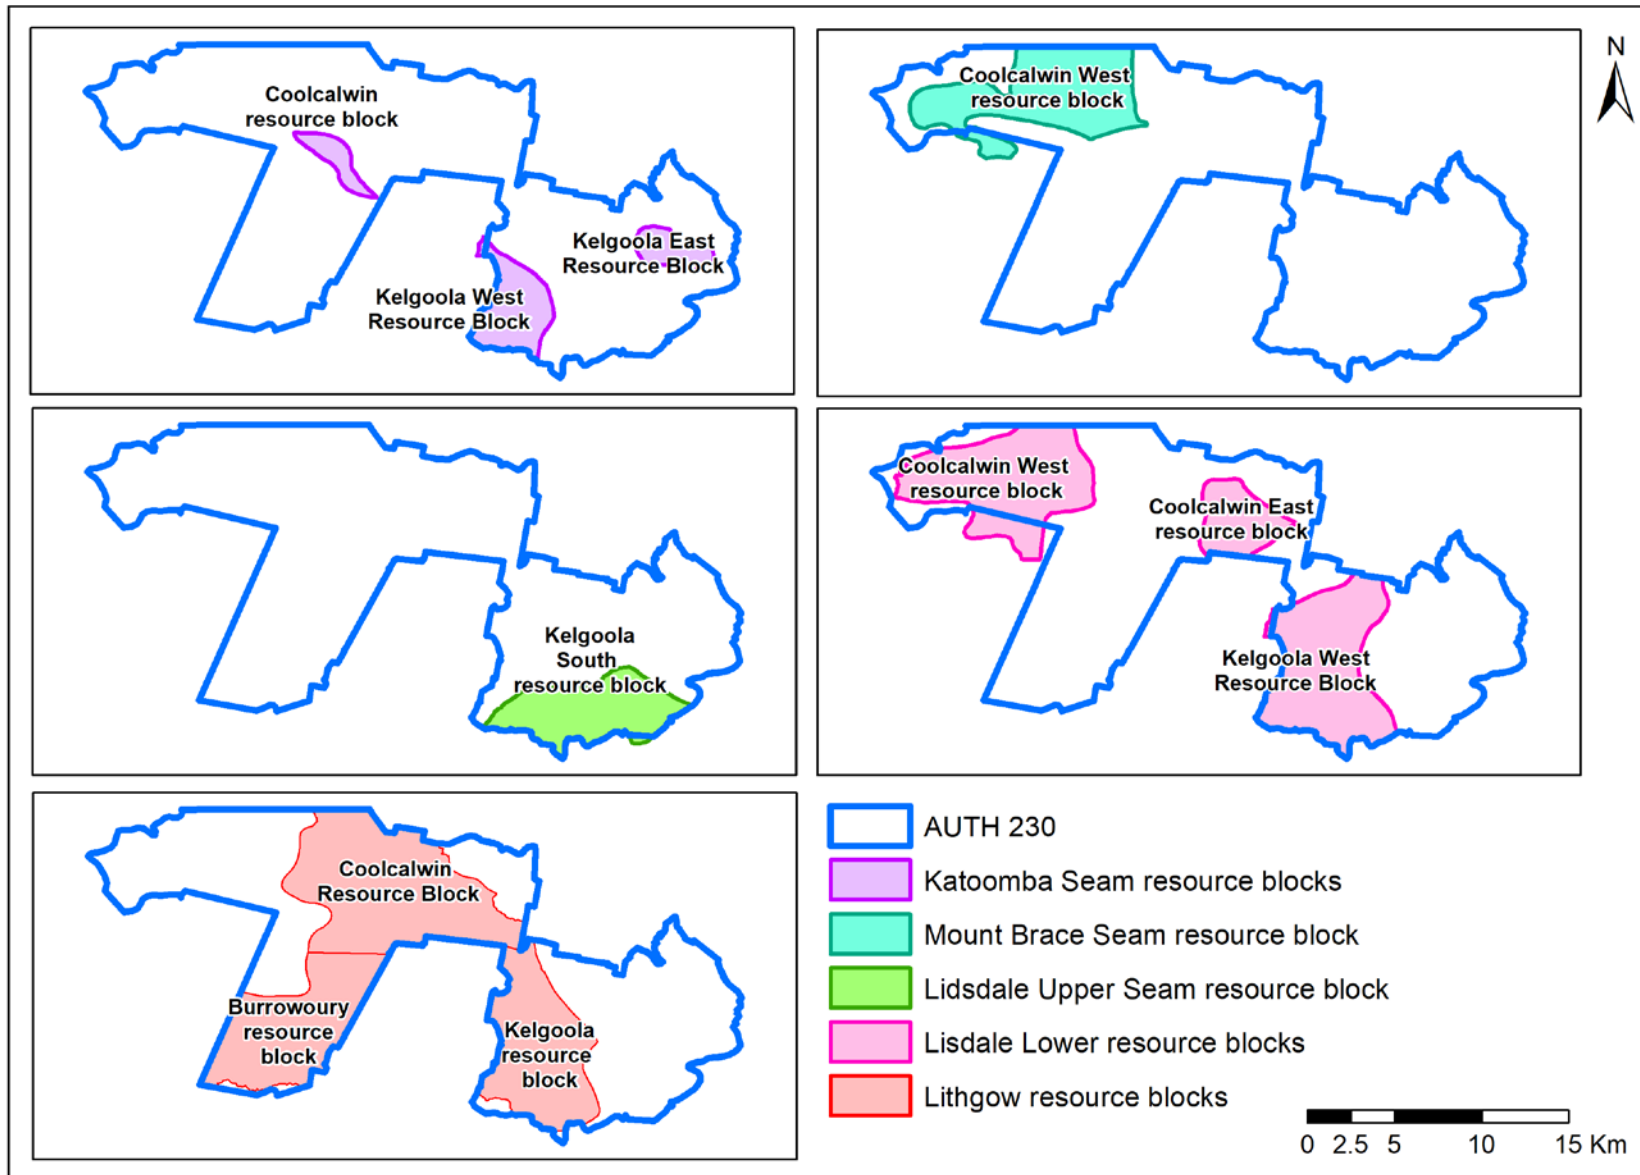 Coolcalwin
resource block
Kelgoola East
Resource Block
Kelgoola West
Resource Block
Coolcalwin West
resource block
N
Kelgoola
South
resource block
Coolcalwin West
resource block
Coolcalwin East
resource block
Kelgoola West
Resource Block
Coolcalwin
Resource Block
Burrowoury
resource
block
Kelgoola
resource
block
AUTH 230
Katoomba Seam resource blocks
Mount Brace Seam resource block
Lidsdale Upper Seam resource block
Lisdale Lower resource blocks
Lithgow resource blocks
0 2.5 5 10 15 Km